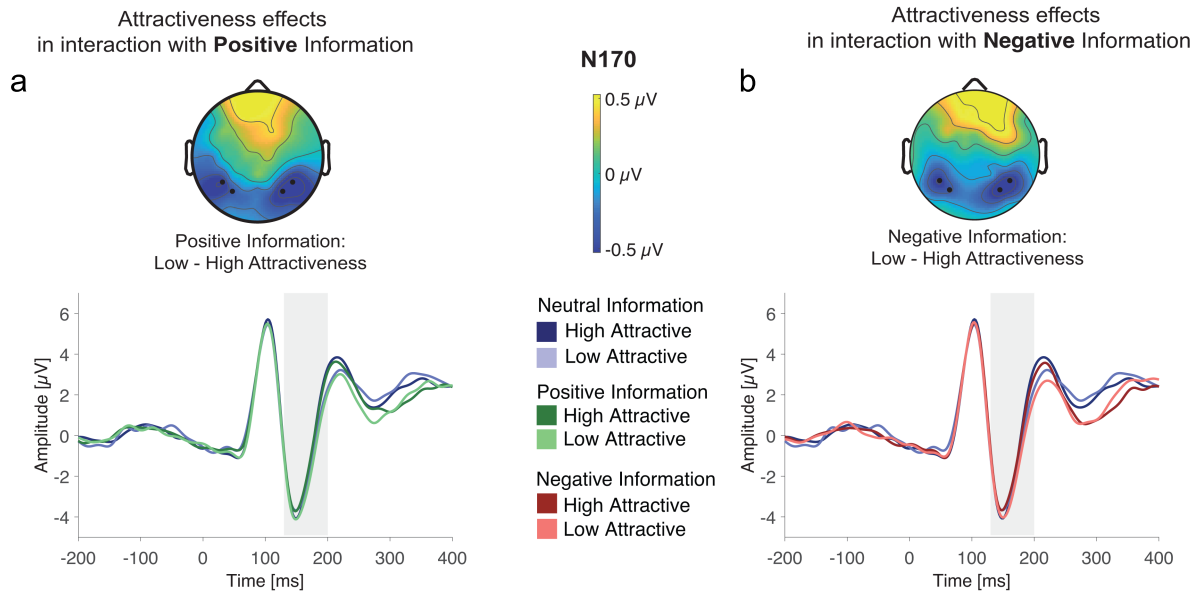 Attractiveness effects
in interaction with Positive Information
Attractiveness effects
in interaction with Negative Information
a
N170
b
0.5 µV
0 µV
-0.5 µV
Positive Information:
Low - High Attractiveness
Negative Information:
Low - High Attractiveness
Amplitude [µV]
6
4
2
0
-2
-4
-200
-100
0
100
200
300
400
Time [ms]
Neutral Information
High Attractive
Low Attractive
Positive Information
High Attractive
Low Attractive
Negative Information
High Attractive
Low Attractive
Amplitude [µV]
6
4
2
0
-2
-4
-200
-100
0
100
200
300
400
Time [ms]